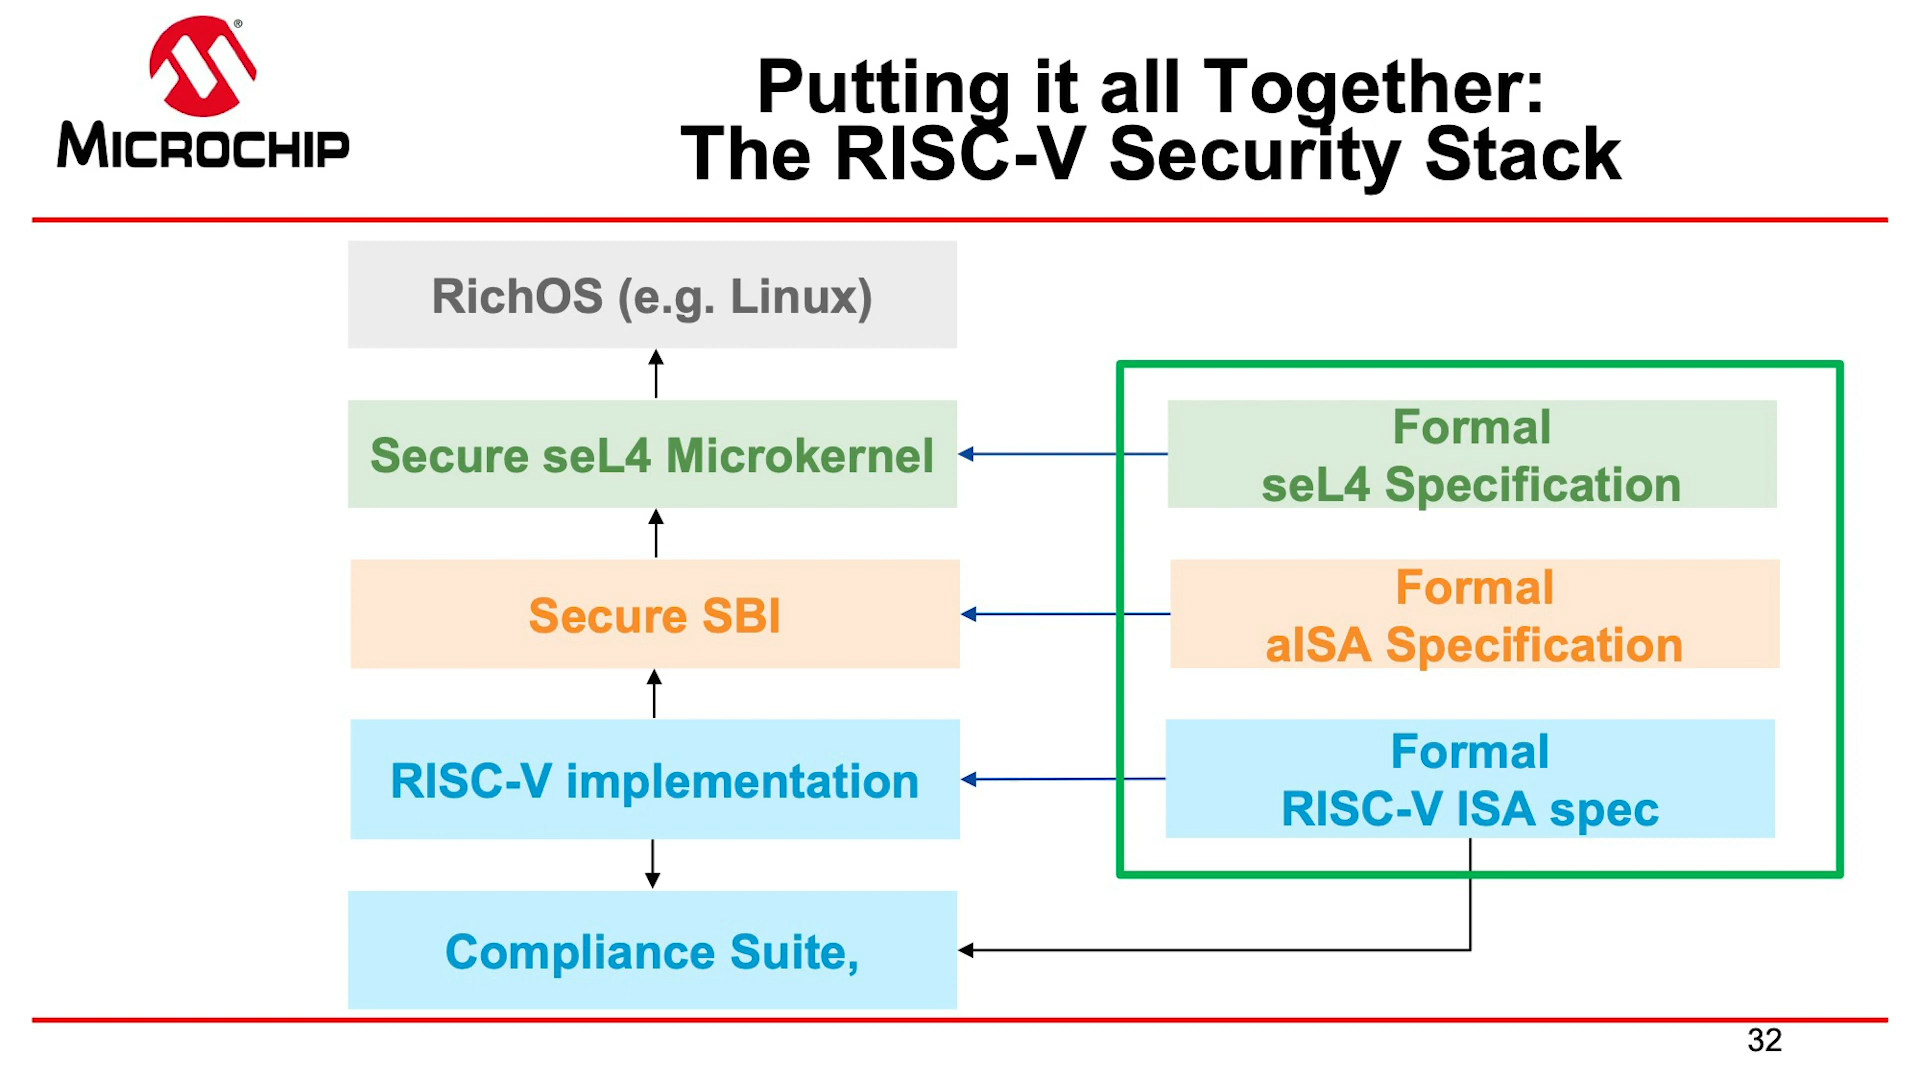 MICROCHIP
®
Putting it all Together:
The RISC-V Security Stack
RichOS (e.g. Linux)
Secure seL4 Microkernel
Formal
seL4 Specification
Secure SBI
Formal
aISA Specification
RISC-V implementation
Formal
RISC-V ISA spec
Compliance Suite,
32